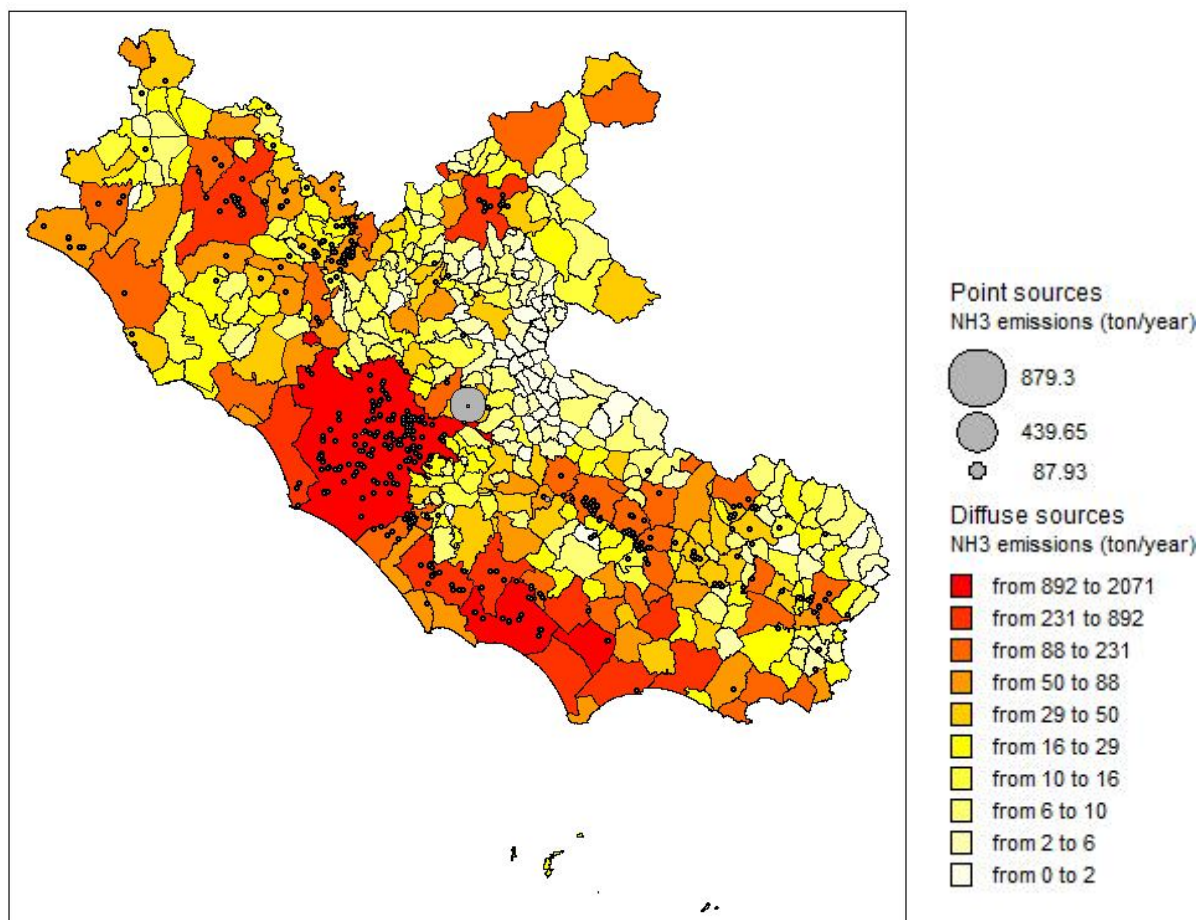 Point sources
NH3 emissions (ton/year)
879.3
439.65
87.93
Diffuse sources
NH3 emissions (ton/year)
from 892 to 2071
from 231 to 892
from 88 to 231
from 50 to 88
from 29 to 50
from 16 to 29
from 10 to 16
from 6 to 10
from 2 to 6
from 0 to 2